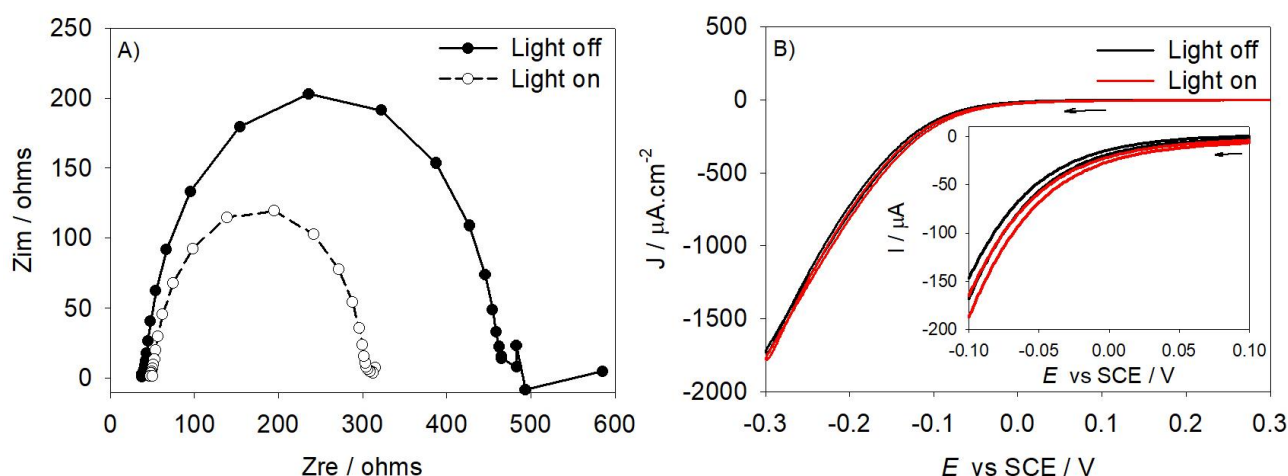 A)
Light off
Light on
250
200
150
100
50
0
Zim / ohms
0 100 200 300 400 500 600
Zre / ohms
B)
Light off
Light on
500
0
-500
-1000
-1500
-2000
J / µA.cm-2
-0.3 -0.2 -0.1 0.0 0.1 0.2 0.3
E vs SCE / V
0
-50
-100
-150
-200
I / µA
-0.10 -0.05 0.00 0.05 0.10
E vs SCE / V